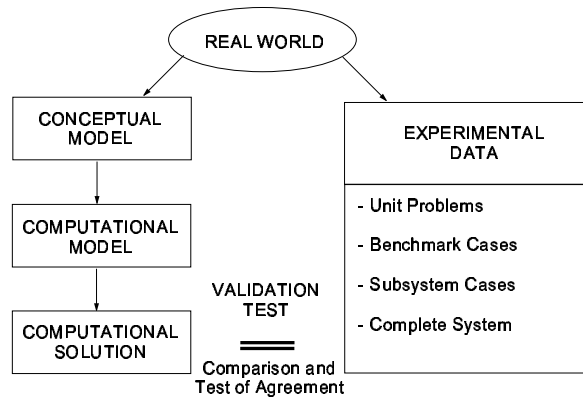 REAL WORLD
CONCEPTUAL
MODEL
COMPUTATIONAL
MODEL
COMPUTATIONAL
SOLUTION
VALIDATION
TEST
Comparison and
Test of Agreement
EXPERIMENTAL
DATA
- Unit Problems
- Benchmark Cases
- Subsystem Cases
- Complete System